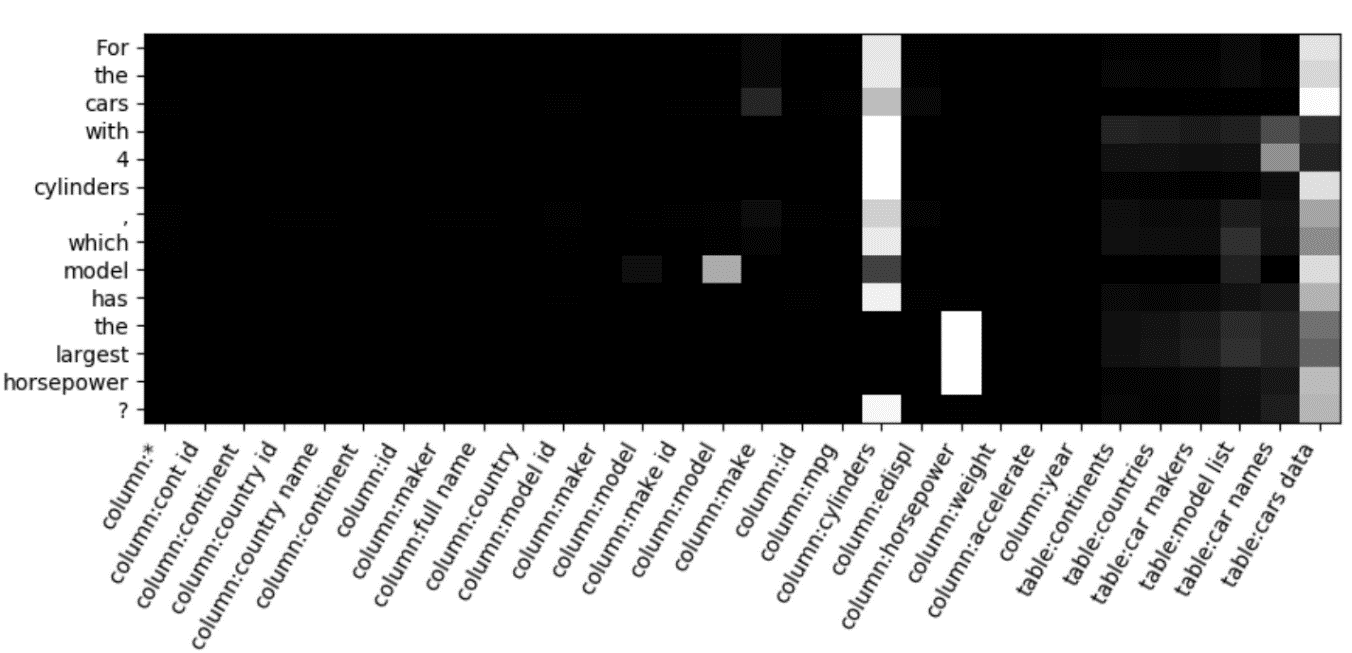 For
the
cars
with
4
cylinders
,
which
model
has
the
largest
horsepower
?
column:*
column:cont id
column:continent
column:country id
column:country name
column:continent
column:id
column:maker
column:full name
column:country
column:model id
column:maker
column:model
column:make id
column:model
column:make
column:id
column:mpg
column:cylinders
column:edispl
column:horsepower
column:weight
column:accelerate
column:year
table:continents
table:countries
table:car makers
table:model list
table:car names
table:cars data